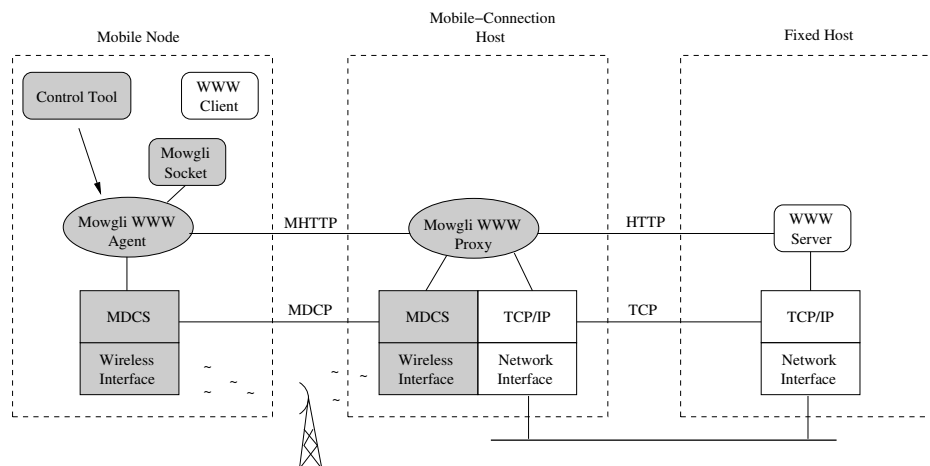 Mobile Node
Mobile−Connection
Host
Fixed Host
Control Tool
WWW
Client
Mowgli
Socket
Mowgli WWW
Agent
MHTTP
Mowgli WWW
Proxy
HTTP
WWW
Server
MDCS
MDCP
MDCS
TCP/IP
TCP
TCP/IP
Wireless
Interface
Wireless
Interface
Network
Interface
Network
Interface